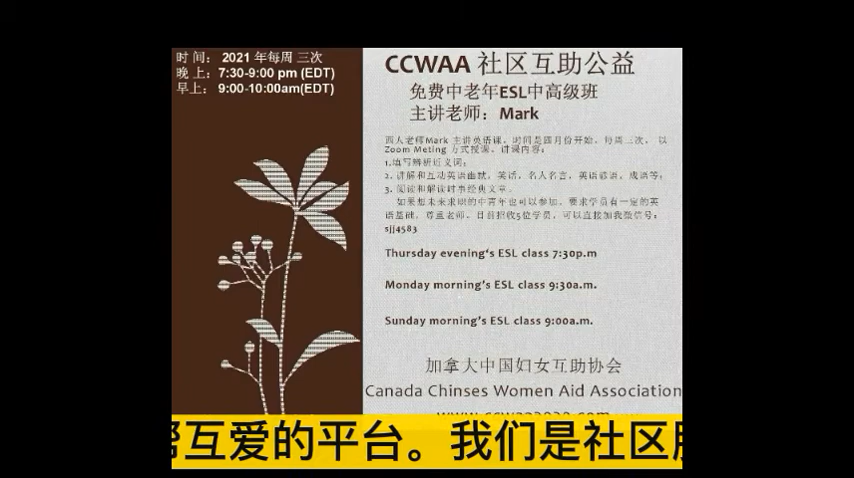 时间： 2021 年每周 三次
晚上：7:30-9:00 pm (EDT)
早上：9:00-10:00am(EDT)
CCWAA 社区互助公益
免费中老年ESL中高级班
主讲老师：Mark
西人老师Mark 主讲英语课，时间是四月份开始，每周三次， 以
Zoom Meting 方式授课，讲课内容：
1.填写辨析近义词；
2. 讲解和互动英语幽默，笑话，名人名言，英语谚语，成语等；
3. 阅读和解读时事经典文章。
如果想未来求职的中青年也可以参加，要求学员有一定的英
语基础，尊重老师。目前招收5位学员，可以直接加我微信号：
sjj4583
Thursday evening's ESL class 7:30p.m
Monday morning's ESL class 9:30a.m.
Sunday morning's ESL class 9:00a.m.
加拿大中国妇女互助协会
Canada Chinses Women Aid Association
互爱的平台。我们是社区